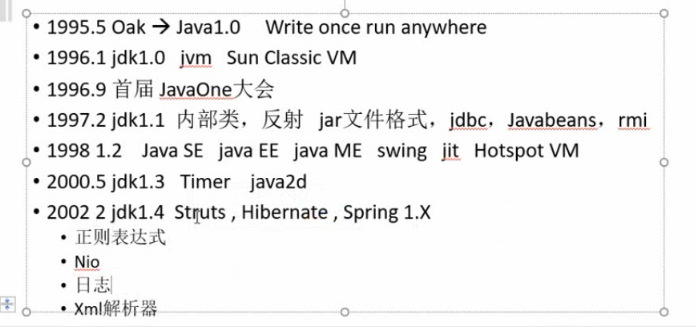 • 1995.5 Oak → Java1.0 Write once run anywhere
• 1996.1 jdk1.0 jvm Sun Classic VM
• 1996.9 首届 JavaOne大会
• 1997.2 jdk1.1 内部类，反射 jar文件格式，jdbc，Javabeans，rmi
• 1998 1.2 Java SE java EE java ME swing jit Hotspot VM
• 2000.5 jdk1.3 Timer java2d
• 2002 2 jdk1.4 Struts , Hibernate , Spring 1.X
• 正则表达式
• Nio
• 日志
• Xml解析器